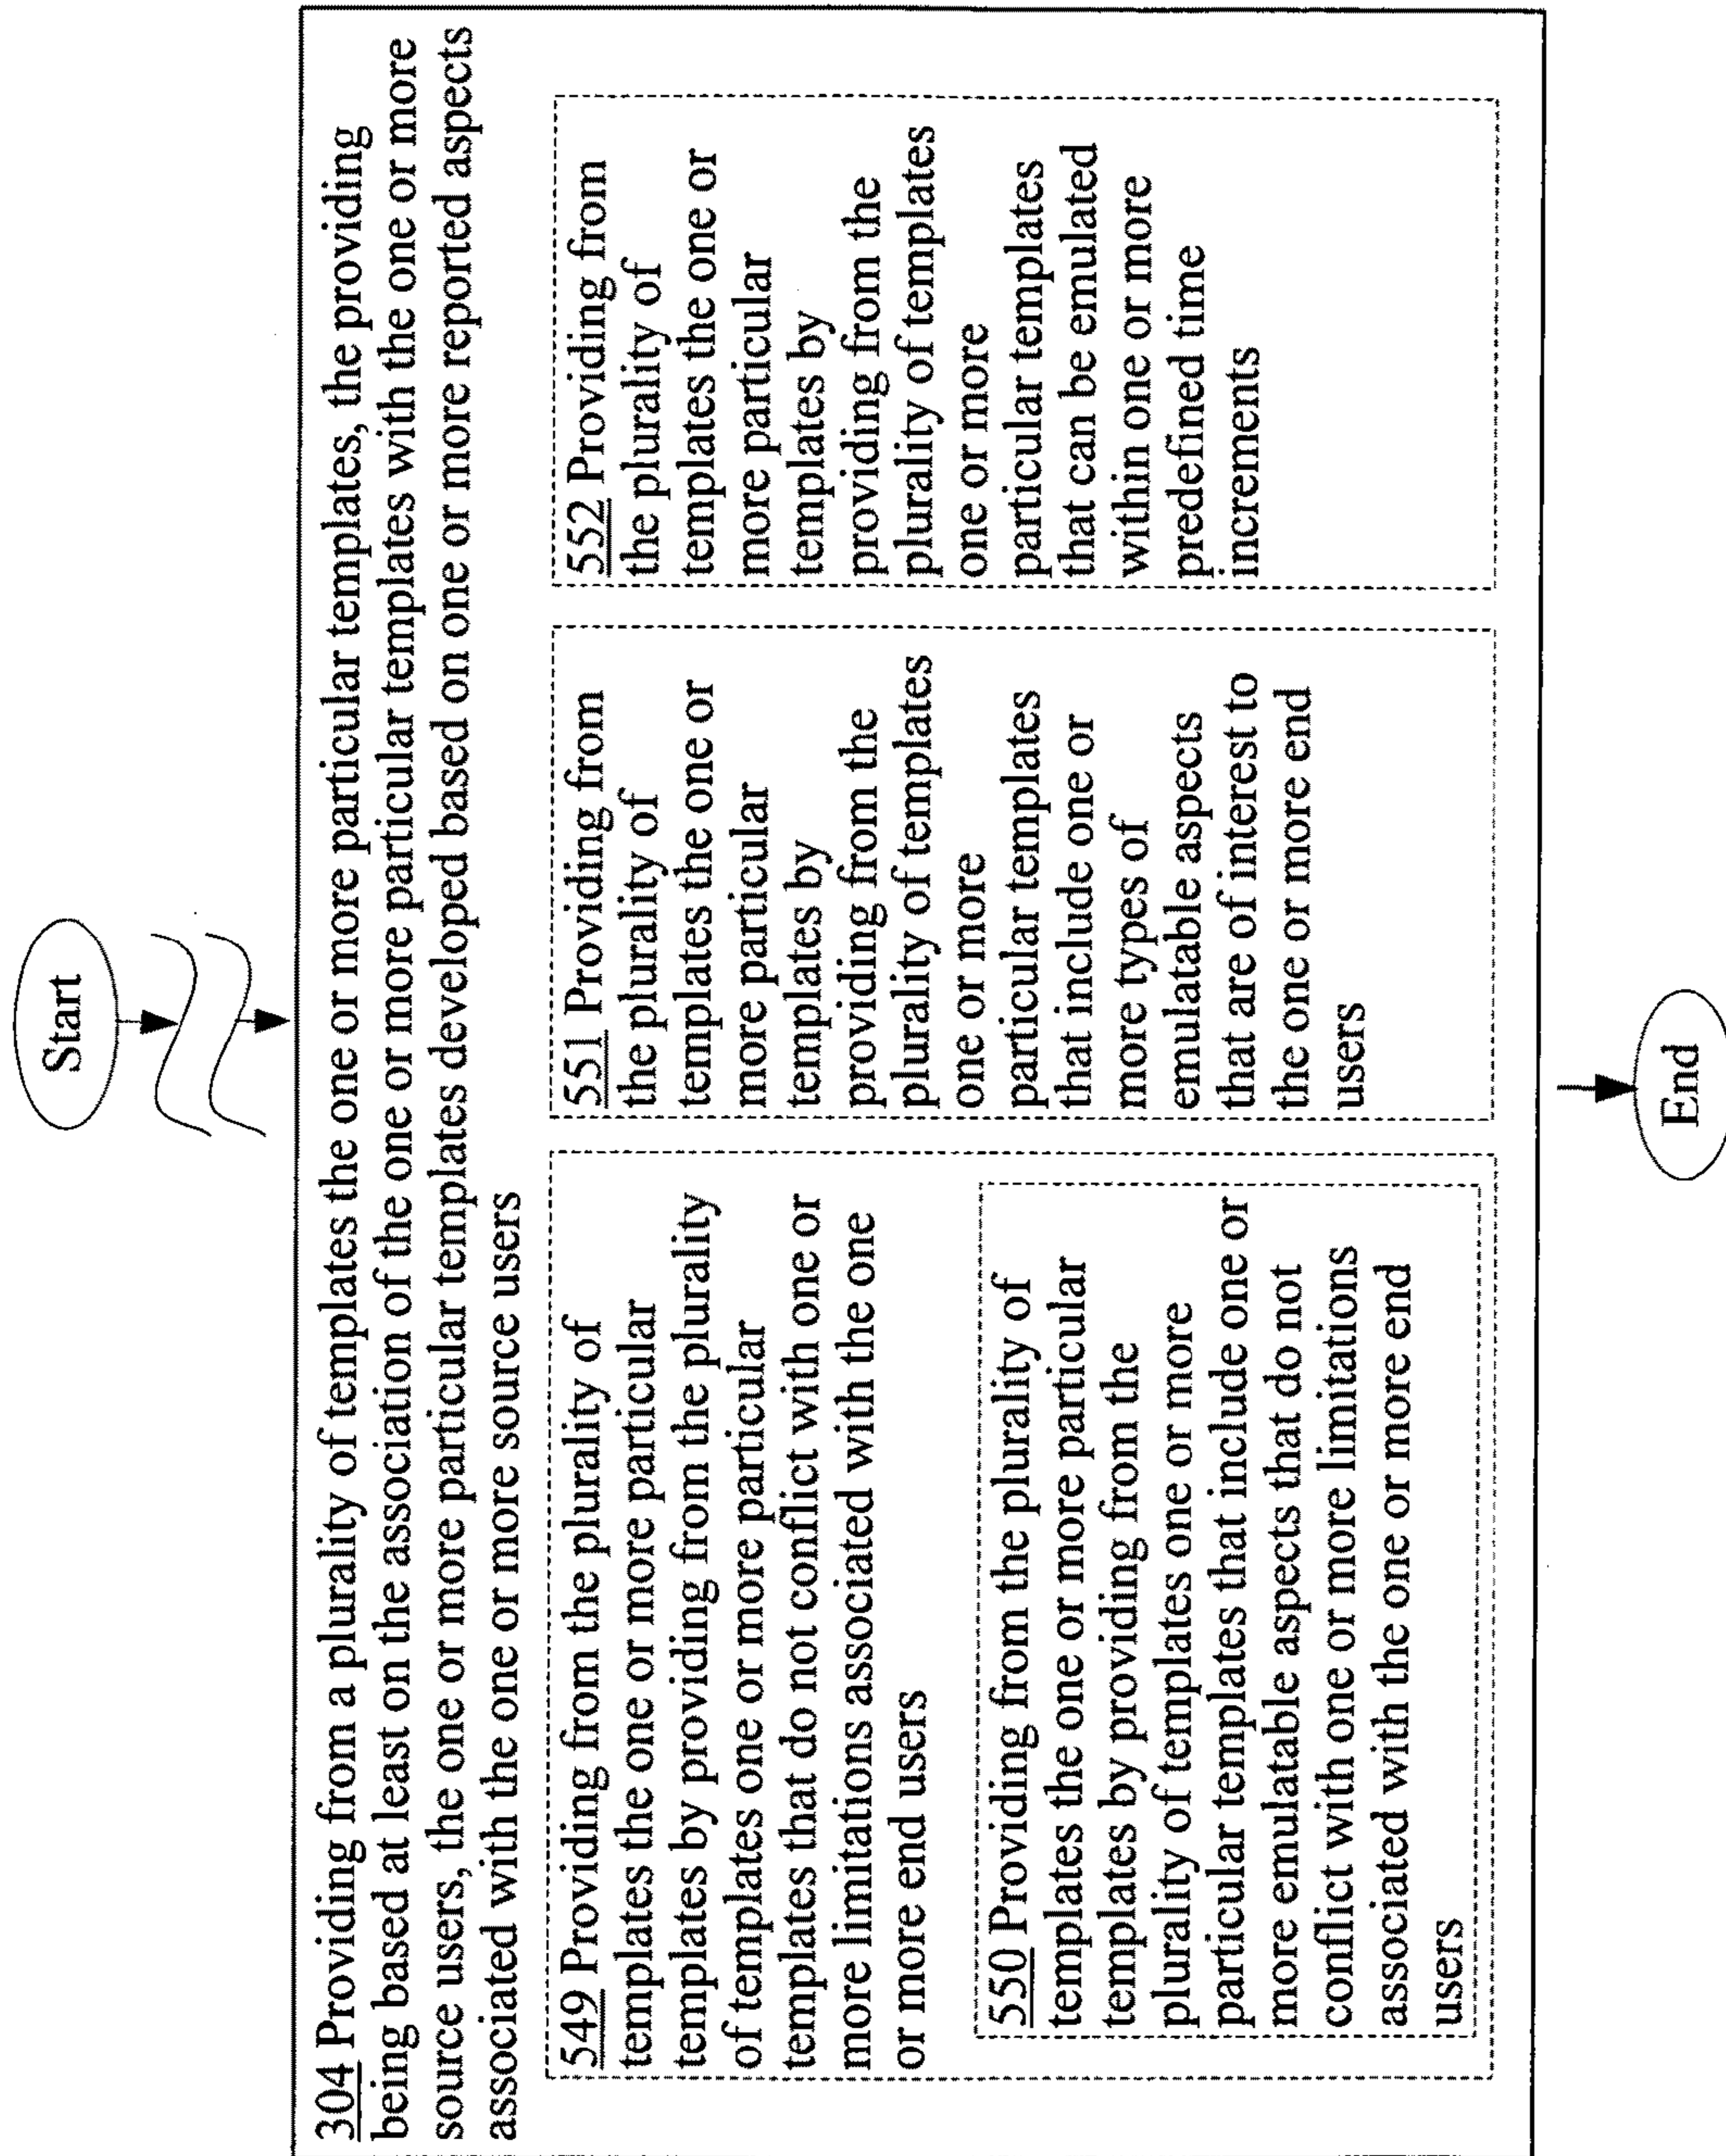 Start
304 Providing from a plurality of templates the one or more particular templates, the providing
being based at least on the association of the one or more particular templates with the one or more
source users, the one or more particular templates developed based on one or more reported aspects
associated with the one or more source users
549 Providing from the plurality of
templates the one or more particular
templates by providing from the plurality
of templates one or more particular
templates that do not conflict with one or
more limitations associated with the one
or more end users
550 Providing from the plurality of
templates the one or more particular
templates by providing from the
plurality of templates one or more
particular templates that include one or
more emulatable aspects that do not
conflict with one or more limitations
associated with the one or more end
users
551 Providing from
the plurality of
templates the one or
more particular
templates by
providing from the
plurality of templates
one or more
particular templates
that include one or
more types of
emulatable aspects
that are of interest to
the one or more end
users
552 Providing from
the plurality of
templates the one or
more particular
templates by
providing from the
plurality of templates
one or more
particular templates
that can be emulated
within one or more
predefined time
increments
End